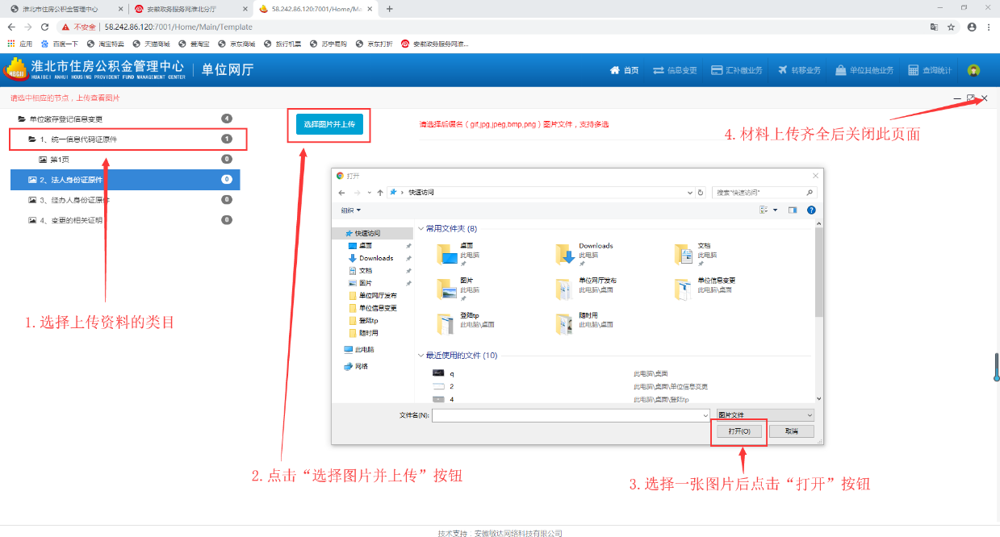 淮北市住房公积金管理中心
安徽政务服务网淮北分厅
58.242.86.120:7001/Home/Ma
不安全 58.242.86.120:7001/Home/Main/Template
应用 百度一下 淘宝特卖 天猫商城 爱淘宝 京东商城 旅行机票 苏宁易购 京东打折 安徽政务服务网淮...
淮北市住房公积金管理中心 单位网厅
HUAIBEI ANHUI HOUSING PROVIDENT FUND MANAGEMENT CENTER
首页 信息变更 汇补缴业务 转移业务 单位其他业务 查询统计
请选中相应的节点，上传查看图片
单位缴存登记信息变更 4
1、统一信息代码证原件 1
第1页 0
2、法人身份证原件 0
3、经办人身份证原件 0
4、变更的相关证明 0
选择图片并上传
请选择后缀名（gif,jpg,jpeg,bmp,png）图片文件，支持多选
4.材料上传齐全后关闭此页面
打开
快速访问
搜索"快速访问"
组织
快速访问
桌面
Downloads
文档
图片
单位网厅发布
单位信息变更
登陆tp
随时用
此电脑
网络
常用文件夹 (8)
桌面
此电脑
Downloads
此电脑
文档
此电脑
图片
此电脑
单位网厅发布
此电脑\桌面
单位信息变更
此电脑\桌面
登陆tp
此电脑\桌面
随时用
此电脑\桌面
最近使用的文件 (10)
q 此电脑\桌面
2 此电脑\桌面\单位信息变更
4 此电脑\桌面\登陆tp
文件名(N):
图片文件
打开(O) 取消
1.选择上传资料的类目
2.点击“选择图片并上传”按钮
3.选择一张图片后点击“打开”按钮
技术支持：安徽敏达网络科技有限公司